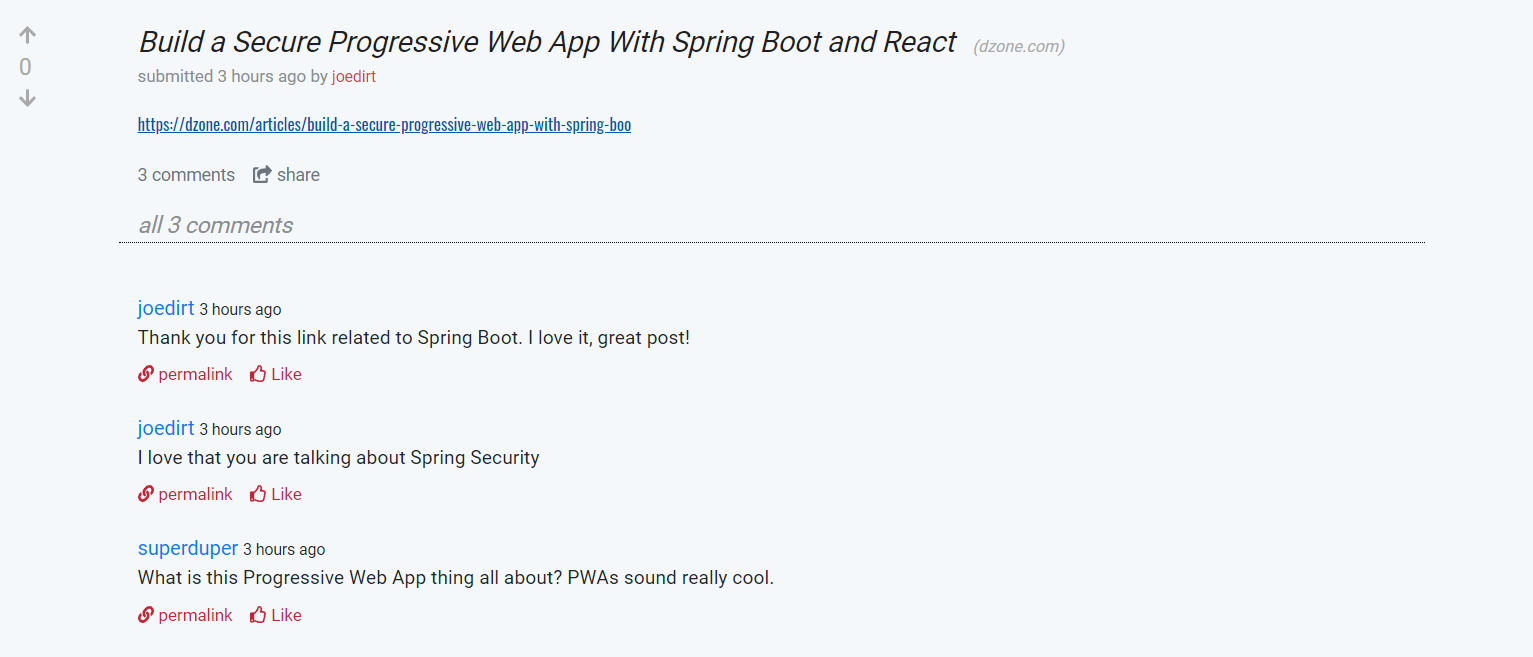 Build a Secure Progressive Web App With Spring Boot and React (dzone.com)
0
submitted 3 hours ago by joedirt
https://dzone.com/articles/build-a-secure-progressive-web-app-with-spring-boo
3 comments share
all 3 comments
joedirt 3 hours ago
Thank you for this link related to Spring Boot. I love it, great post!
permalink Like
joedirt 3 hours ago
I love that you are talking about Spring Security
permalink Like
superduper 3 hours ago
What is this Progressive Web App thing all about? PWAs sound really cool.
permalink Like